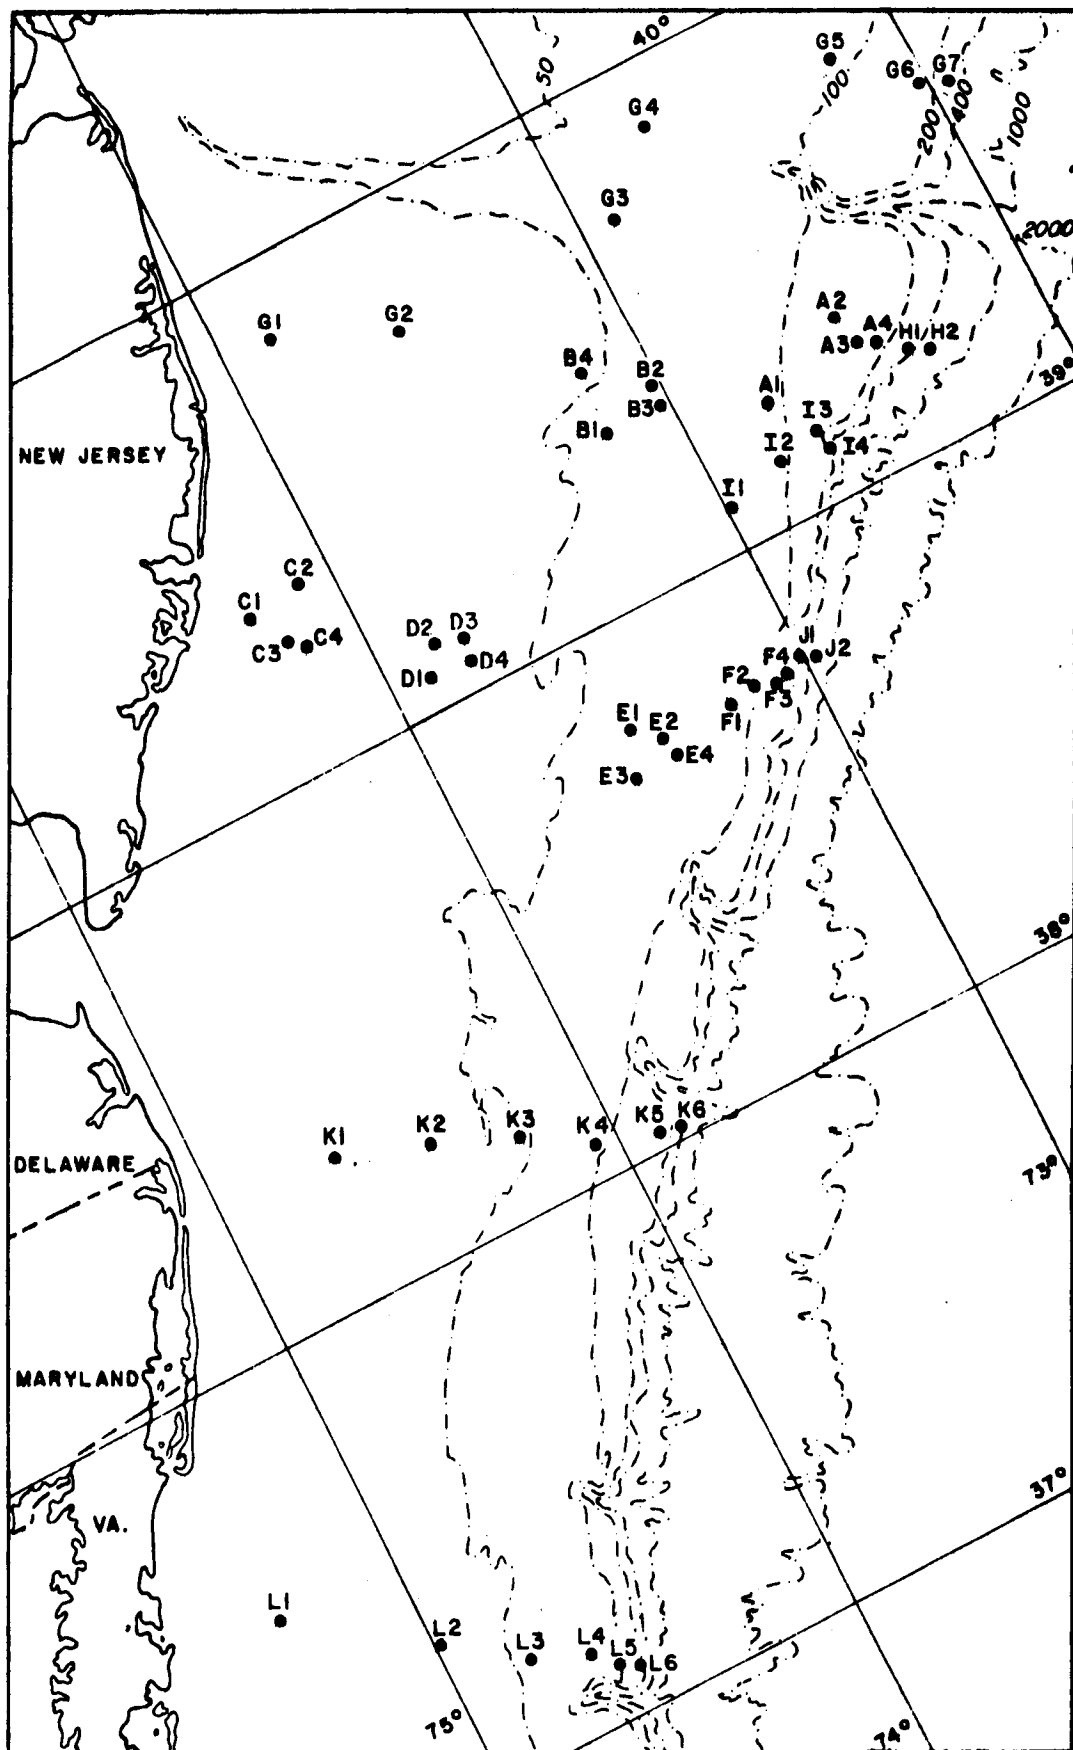 40°
50
100
G5
G6
G7
200
400
1000
G4
G3
2000
G1
G2
A2
A3
A4
H1
H2
B4
B2
B3
B1
39°
A1
I3
I4
I2
NEW JERSEY
I1
C2
C1
C3
C4
D2
D3
D4
D1
J1
J2
F4
F2
F3
F1
E1
E2
E4
E3
38°
K1
K2
K3
K4
K5
K6
DELAWARE
73°
MARYLAND
37°
VA.
L1
L2
L3
L4
L5
L6
75°
74°